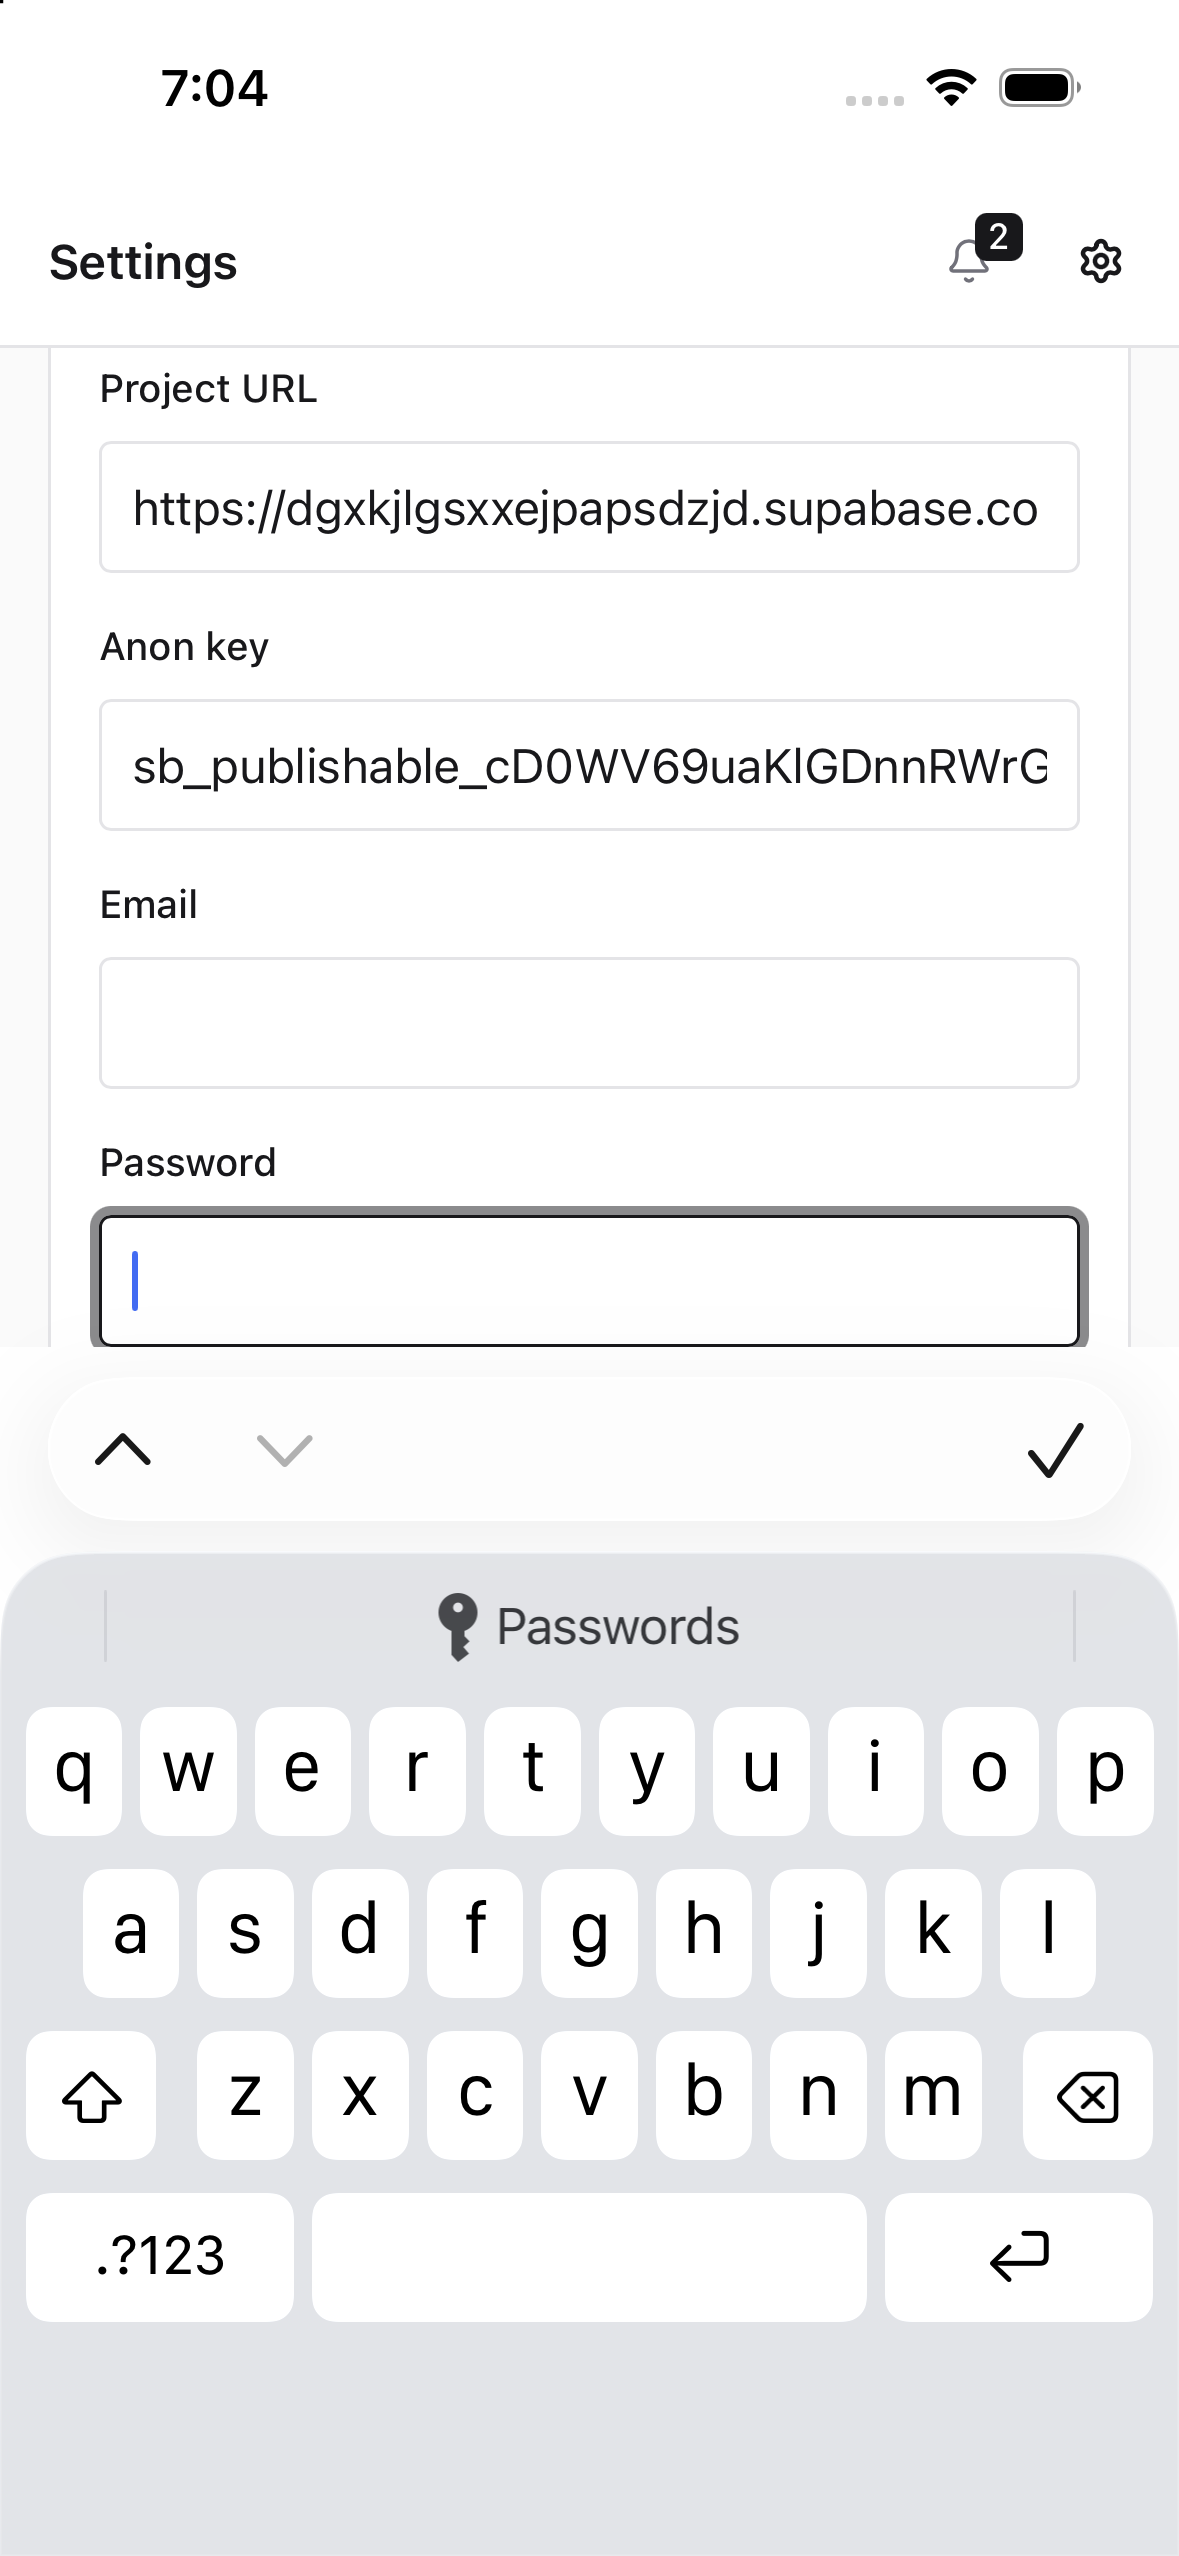 7:04
Settings
2
Project URL
https://dgxkjlgsxxejpapsdzjd.supabase.co
Anon key
sb_publishable_cD0WV69uaKlGDnnRWrG
Email
Password
Passwords
q w e r t y u i o p
a s d f g h j k l
z x c v b n m
.?123